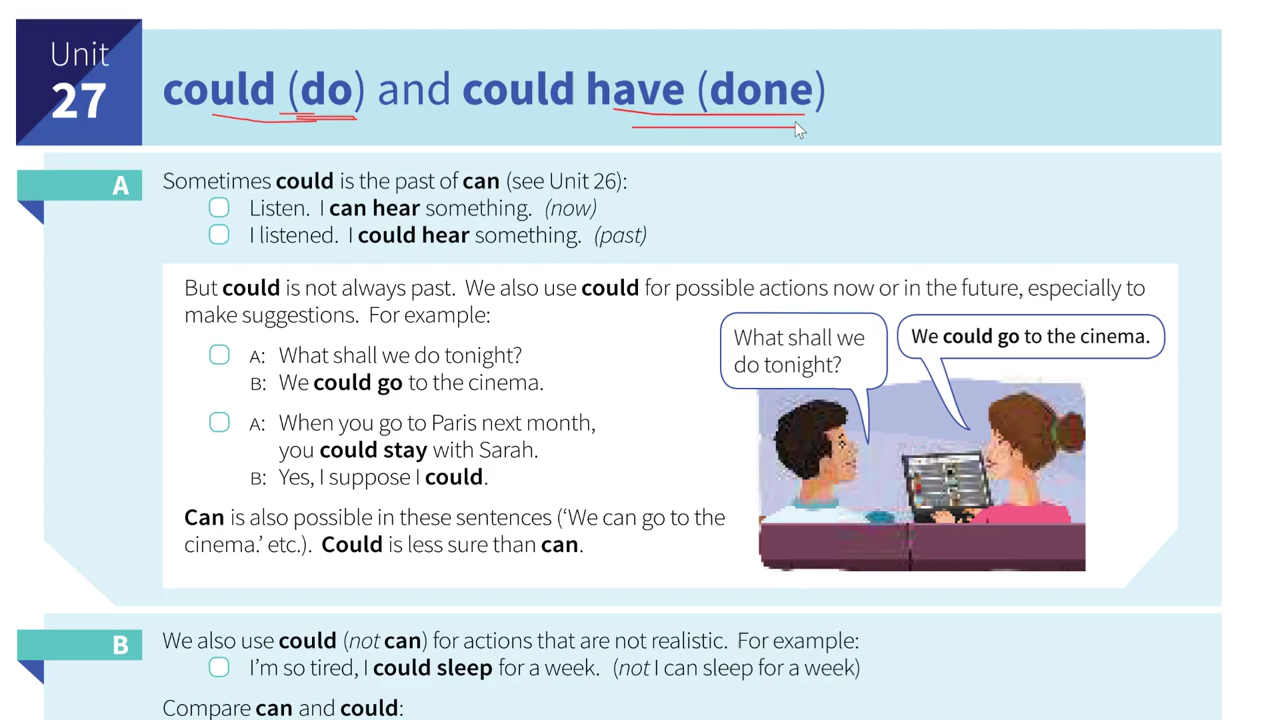 Unit
27
could (do) and could have (done)
A
Sometimes could is the past of can (see Unit 26):
Listen. I can hear something. (now)
I listened. I could hear something. (past)
But could is not always past. We also use could for possible actions now or in the future, especially to
make suggestions. For example:
A: What shall we do tonight?
B: We could go to the cinema.
A: When you go to Paris next month,
you could stay with Sarah.
B: Yes, I suppose I could.
What shall we
do tonight?
We could go to the cinema.
Can is also possible in these sentences (‘We can go to the
cinema.’ etc.). Could is less sure than can.
B
We also use could (not can) for actions that are not realistic. For example:
I’m so tired, I could sleep for a week. (not I can sleep for a week)
Compare can and could: